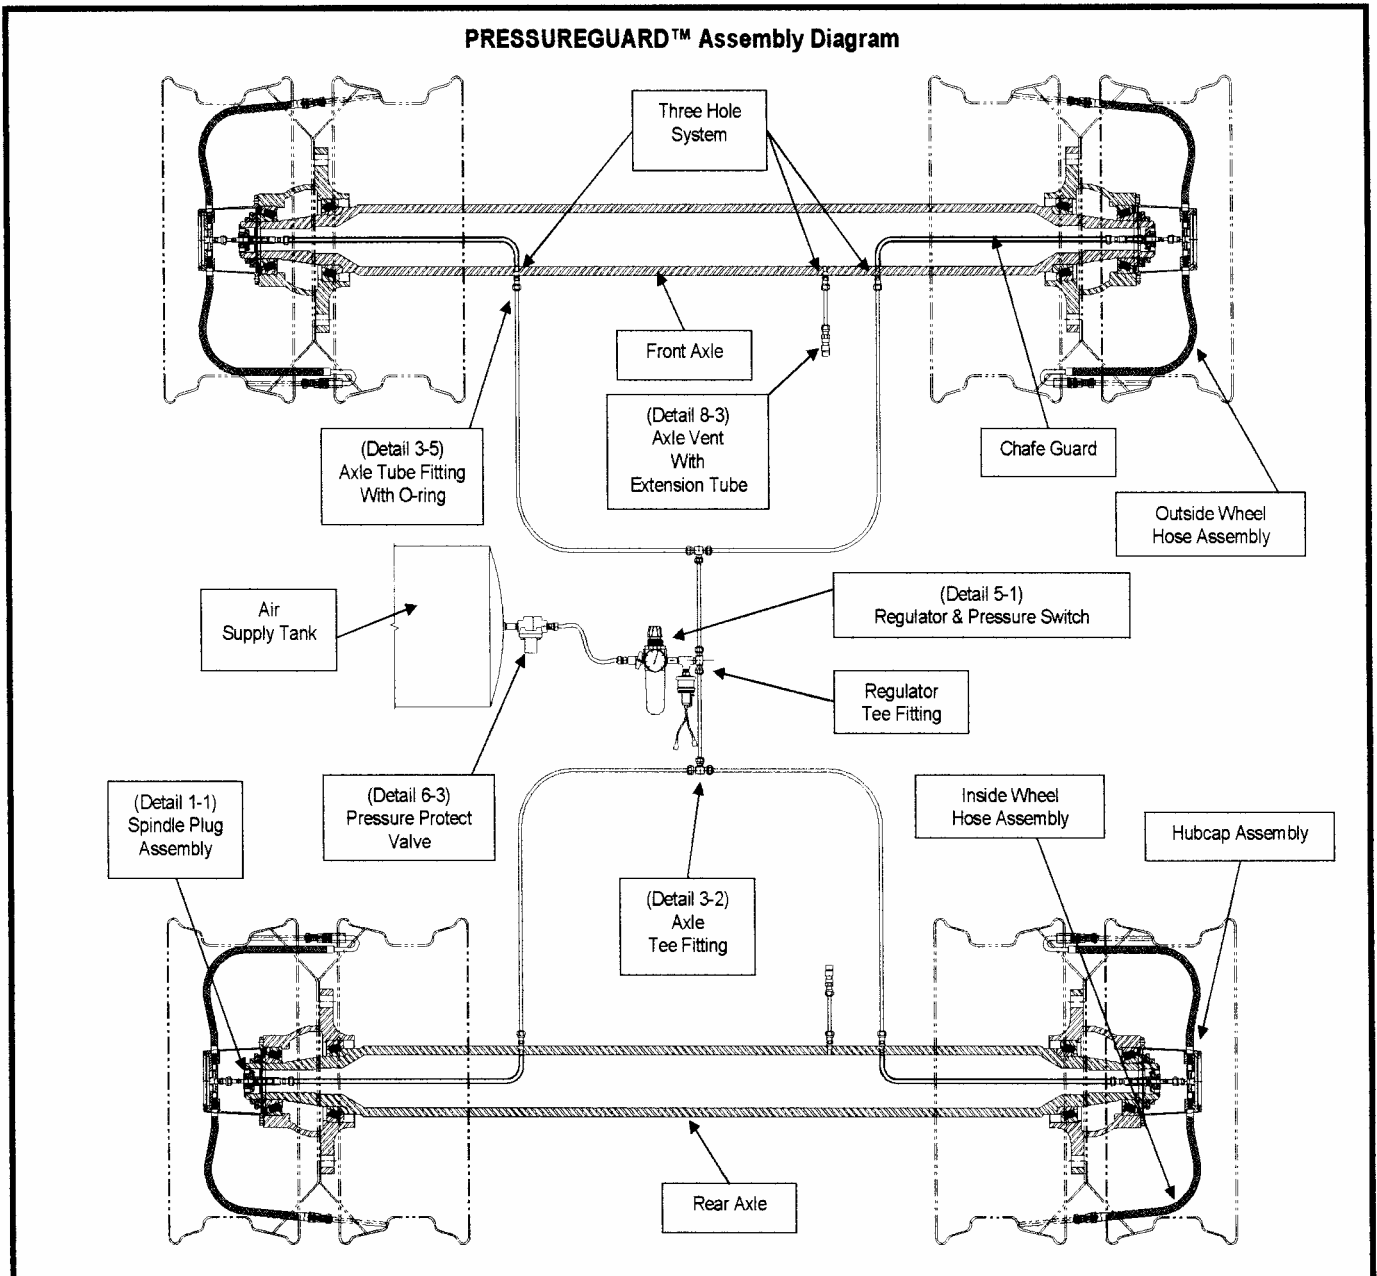 PRESSUREGUARD™ Assembly Diagram
Three Hole
System
Front Axle
(Detail 3-5)
Axle Tube Fitting
With O-ring
(Detail 8-3)
Axle Vent
With
Extension Tube
Chafe Guard
Outside Wheel
Hose Assembly
Air
Supply Tank
(Detail 5-1)
Regulator & Pressure Switch
Regulator
Tee Fitting
(Detail 1-1)
Spindle Plug
Assembly
(Detail 6-3)
Pressure Protect
Valve
Inside Wheel
Hose Assembly
Hubcap Assembly
(Detail 3-2)
Axle
Tee Fitting
Rear Axle